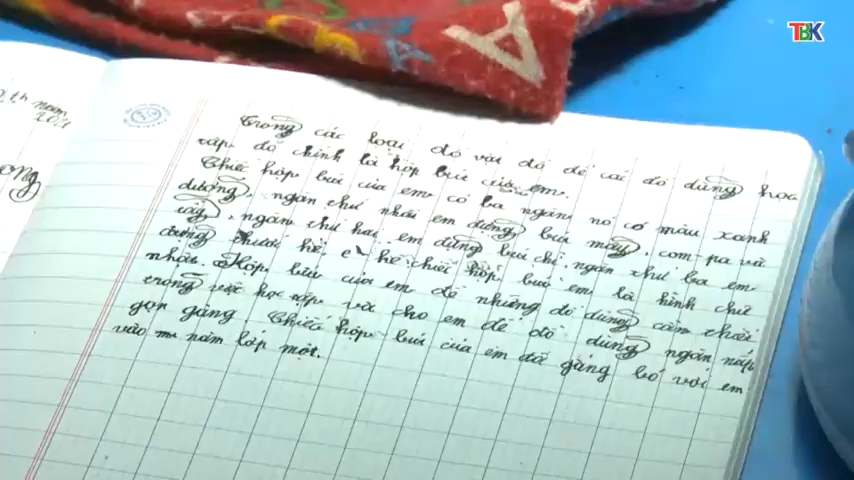 TBK
năm
Trong các loại đồ vật đó để cái đồ dùng học
tập đó chính là hộp bút của em.
Chiếc hộp bút của em có ba ngăn nó có màu xanh
dương, ngăn thứ nhất em đựng bút máy, com pa và
tẩy, ngăn thứ hai em đựng bút chì, ngăn thứ ba em
đựng thước kẻ, chiếc hộp bút em là hình chữ
nhật. Hộp bút của em để những đồ dùng cần thiết
trong việc học tập và cho em để đồ dùng ngăn nắp
gọn gàng Chiếc hộp bút của em đã gắng bó với em
vào năm lớp một.